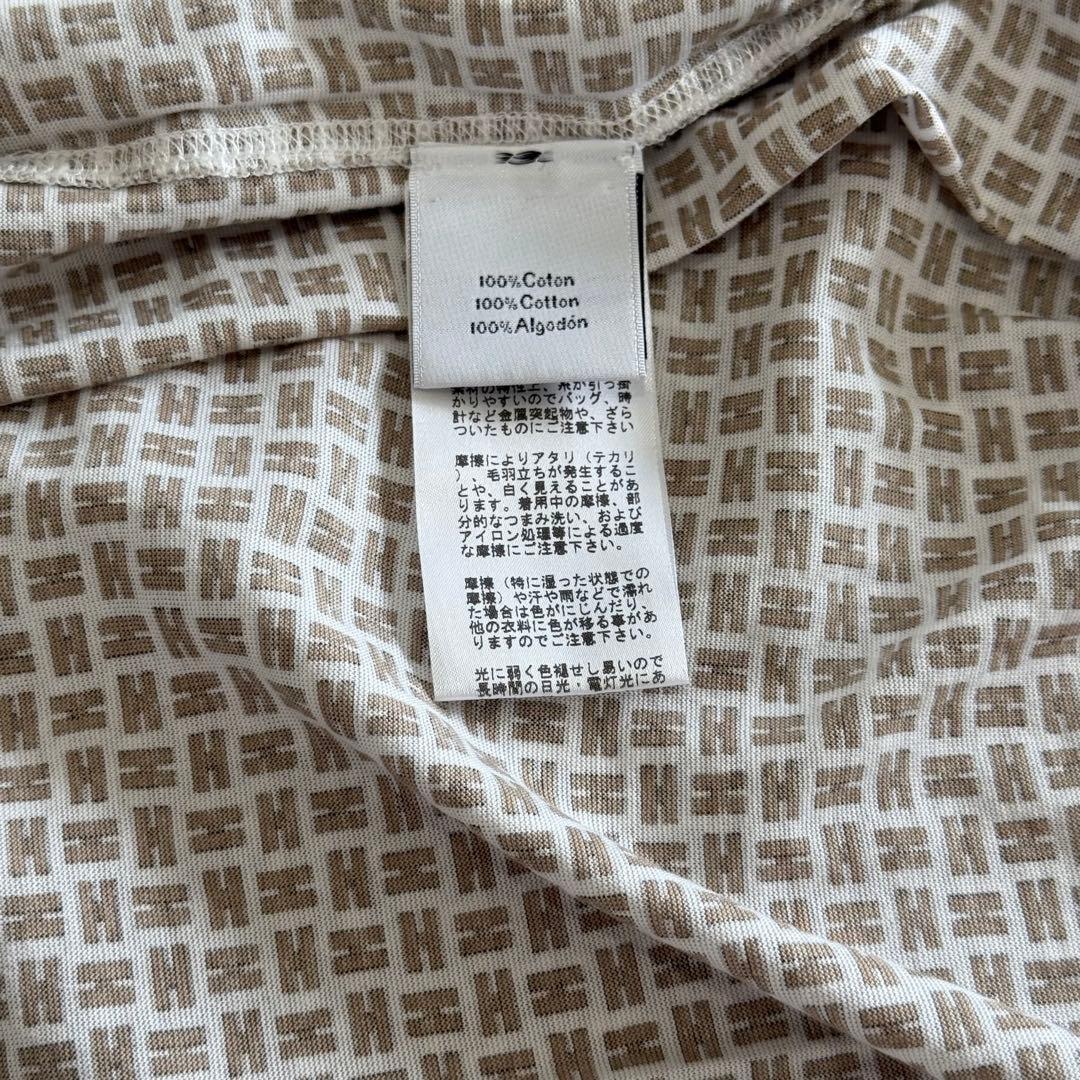 100%Coton
100%Cotton
100%Algodón
素材の特性上、糸が引っ掛
かりやすいのでバッグ、時
計など金属突起物や、ざら
ついたものにご注意下さい
摩擦によりアタリ（テカリ
）、毛羽立ちが発生するこ
とや、白く見えることがあ
ります。着用中の摩擦、部
分的なつまみ洗い、および
アイロン処理等による過度
な摩擦にご注意下さい。
摩擦（特に湿った状態での
摩擦）や汗や雨などで濡れ
た場合は色がにじんだり、
他の衣料に色が移る事があ
りますのでご注意下さい。
光に弱く色褪せし易いので
長時間の日光・電灯光にあ